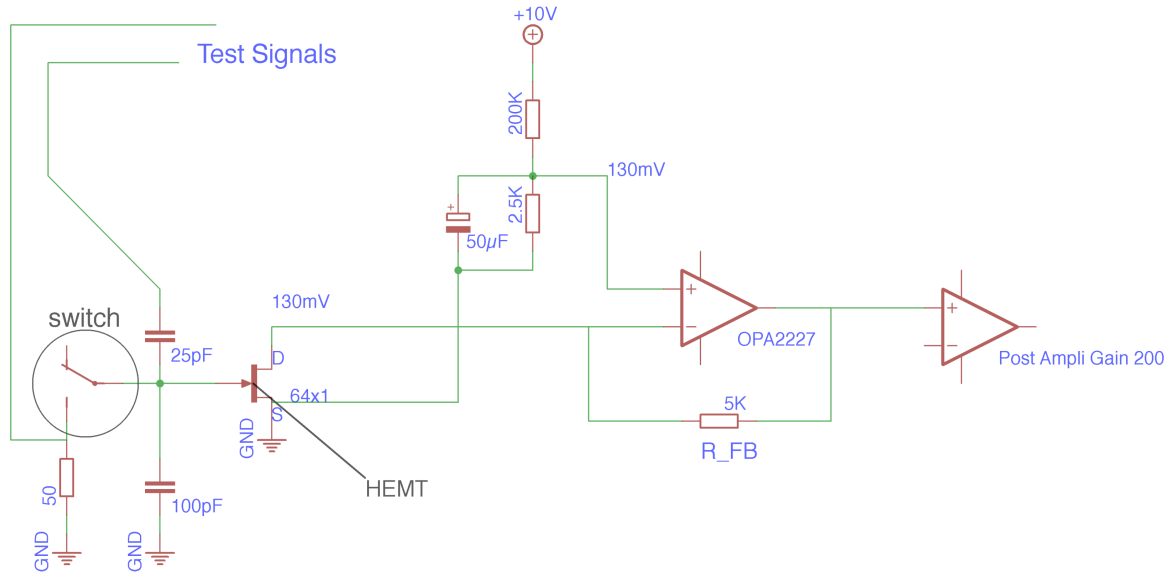 +10V
Test Signals
200K
130mV
2.5K
+
50µF
130mV
switch
+
−
OPA2227
+
−
Post Ampli Gain 200
25pF
D
64x1
S
GND
5K
R_FB
HEMT
50
100pF
GND
GND